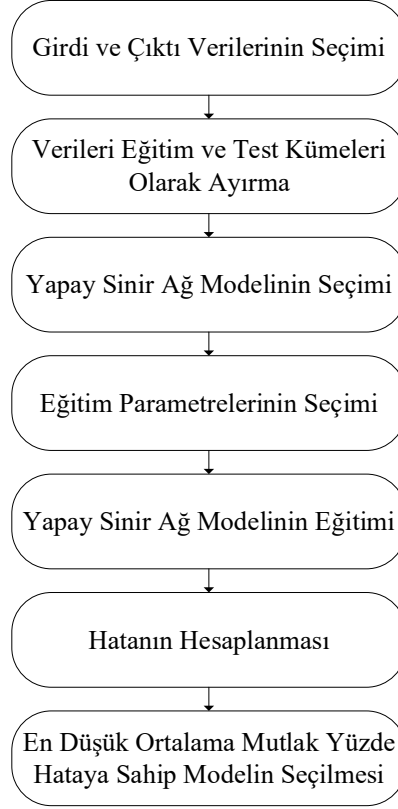 Girdi ve Çıktı Verilerinin Seçimi
Verileri Eğitim ve Test Kümeleri
Olarak Ayırma
Yapay Sinir Ağ Modelinin Seçimi
Eğitim Parametrelerinin Seçimi
Yapay Sinir Ağ Modelinin Eğitimi
Hatanın Hesaplanması
En Düşük Ortalama Mutlak Yüzde
Hataya Sahip Modelin Seçilmesi